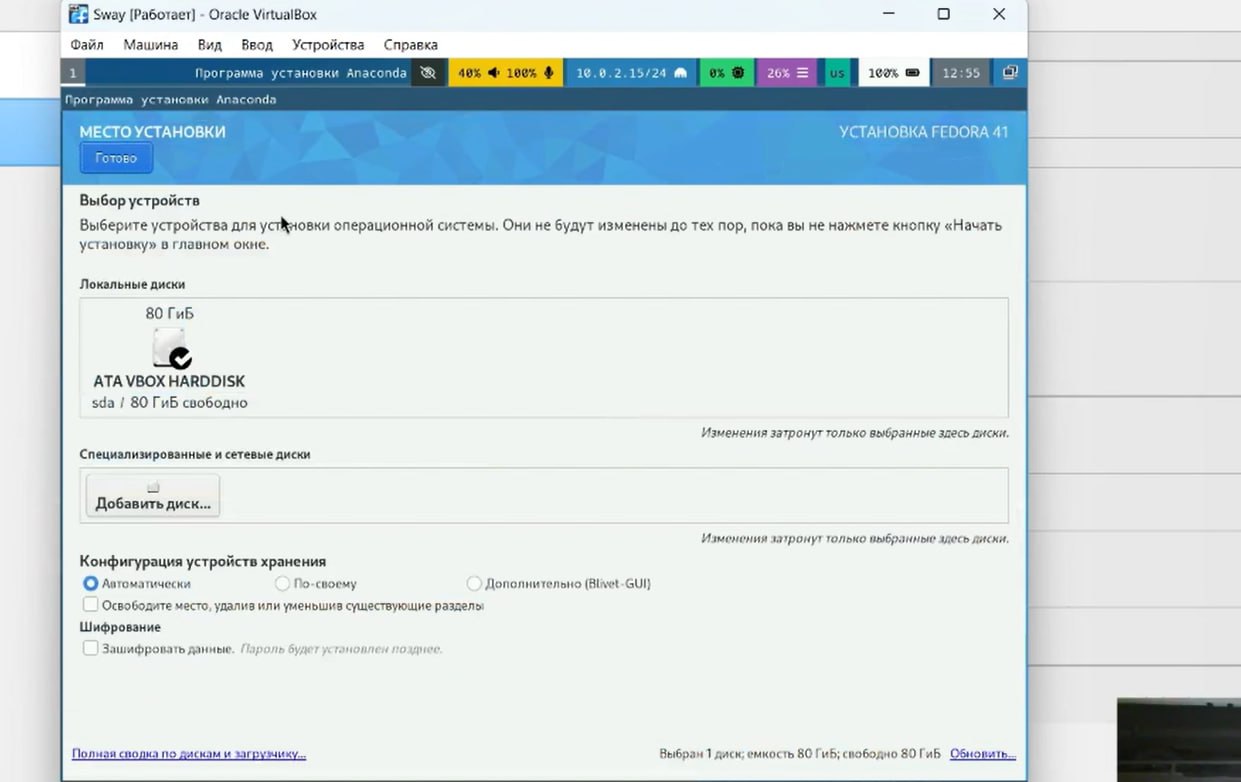 Sway [Работает] - Oracle VirtualBox
Файл Машина Вид Ввод Устройства Справка
1 Программа установки Anaconda 40% 100% 10.0.2.15/24 0% 26% us 100% 12:55
Программа установки Anaconda
МЕСТО УСТАНОВКИ УСТАНОВКА FEDORA 41
Готово
Выбор устройств
Выберите устройства для установки операционной системы. Они не будут изменены до тех пор, пока вы не нажмете кнопку «Начать
установку» в главном окне.
Локальные диски
80 ГиБ
ATA VBOX HARDDISK
sda / 80 ГиБ свободно
Изменения затронут только выбранные здесь диски.
Специализированные и сетевые диски
Добавить диск...
Изменения затронут только выбранные здесь диски.
Конфигурация устройств хранения
Автоматически По-своему Дополнительно (Blivet-GUI)
Освободите место, удалив или уменьшив существующие разделы
Шифрование
Зашифровать данные. Пароль будет установлен позднее.
Полная сводка по дискам и загрузчику... Выбран 1 диск; емкость 80 ГиБ; свободно 80 ГиБ Обновить...